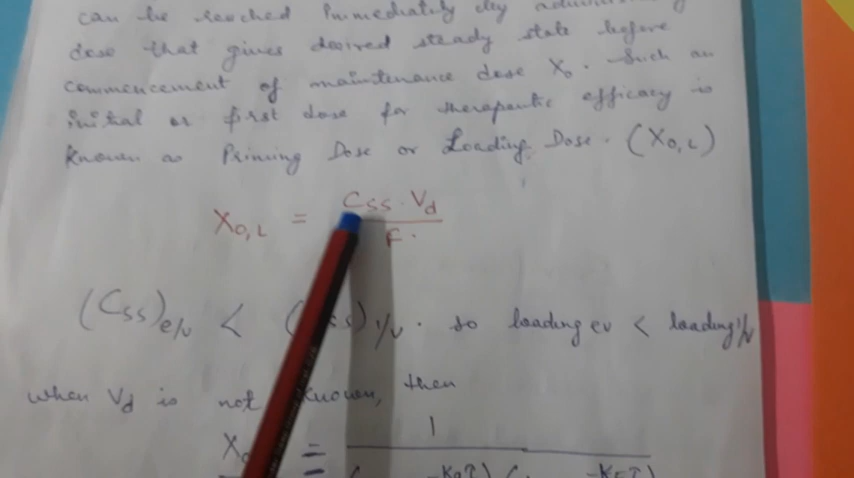 can be reached immediately by
dose that gives desired steady state before
commencement of maintenance dose X₀. Such an
initial or first dose for therapeutic efficacy is
known as Priming Dose or Loading Dose. (X₀,L)
X₀,L = Css . Vd / F.
(Css)e/v < ( ss)i/v . so loading ev < loading i/v
when Vd is not known, then
X₀ = 1